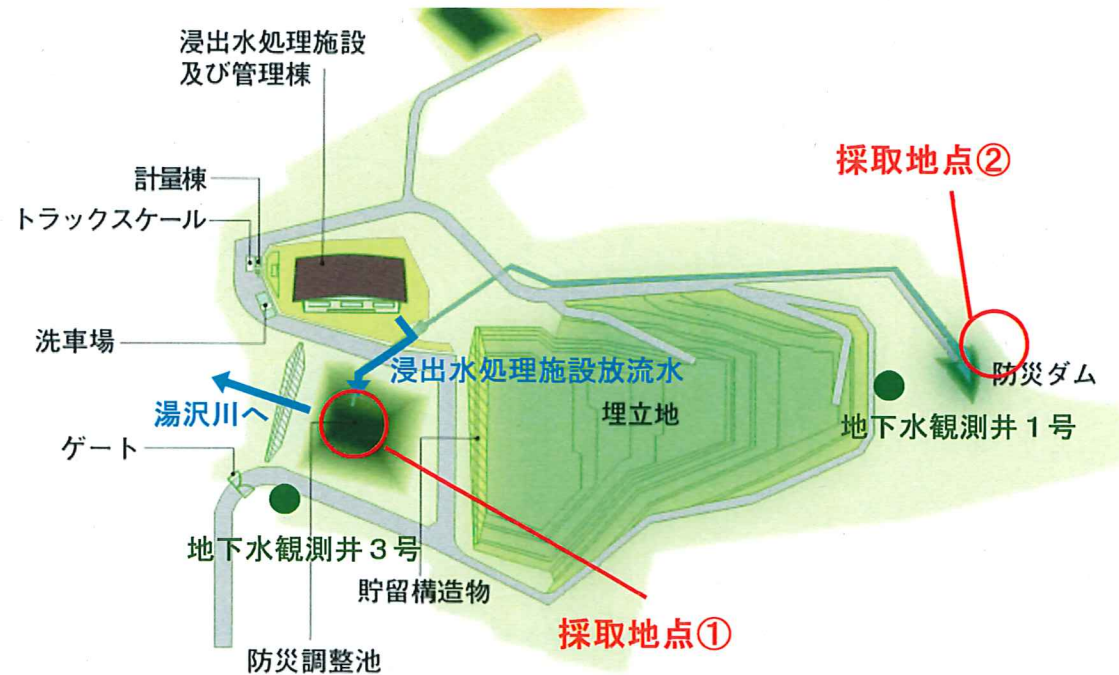 浸出水処理施設
及び管理棟
採取地点②
計量棟
トラックスケール
洗車場
浸出水処理施設放流水
防災ダム
湯沢川へ
埋立地
地下水観測井１号
ゲート
地下水観測井３号
貯留構造物
採取地点①
防災調整池